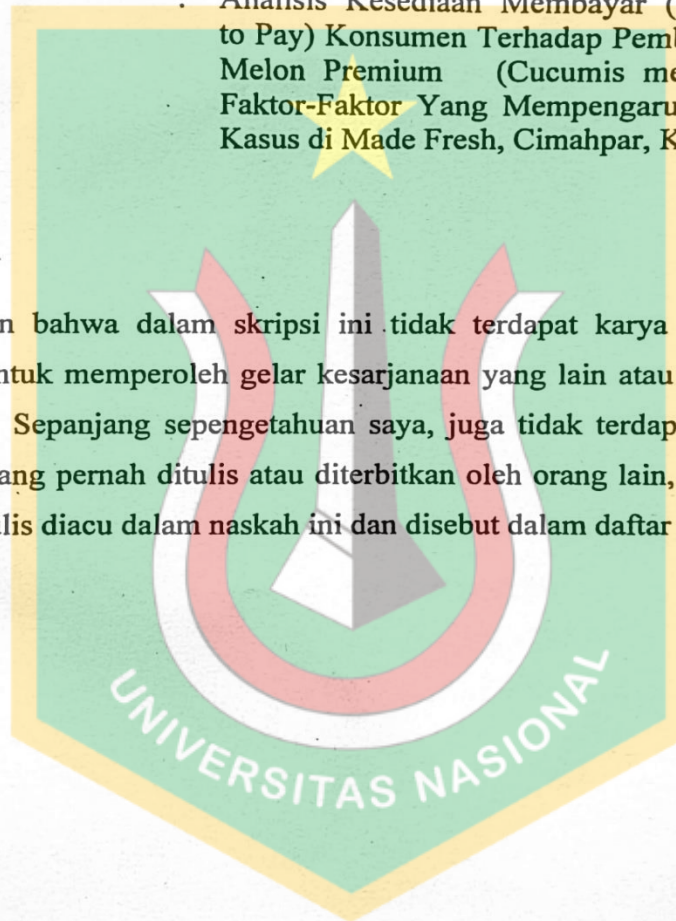 : Analisis Kesediaan Membayar (
to Pay) Konsumen Terhadap Pemb
Melon Premium (Cucumis me
Faktor-Faktor Yang Mempengaru
Kasus di Made Fresh, Cimahpar, K
n bahwa dalam skripsi ini tidak terdapat karya
ntuk memperoleh gelar kesarjanaan yang lain atau
Sepanjang sepengetahuan saya, juga tidak terdap
ang pernah ditulis atau diterbitkan oleh orang lain,
ulis diacu dalam naskah ini dan disebut dalam daftar
UNIVERSITAS NASIONAL